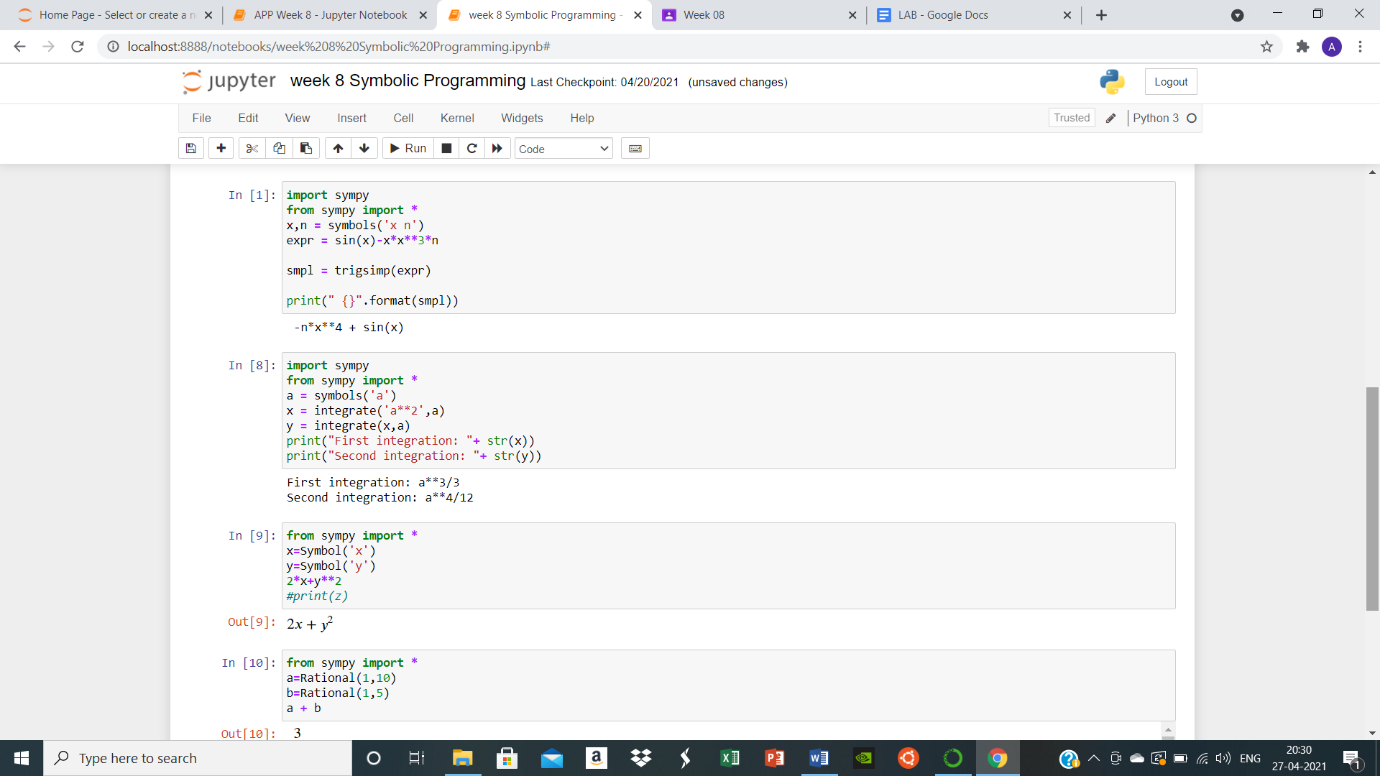 Home Page - Select or create a n
APP Week 8 - Jupyter Notebook
week 8 Symbolic Programming -
Week 08
LAB - Google Docs
localhost:8888/notebooks/week%208%20Symbolic%20Programming.ipynb#
A
jupyter week 8 Symbolic Programming Last Checkpoint: 04/20/2021 (unsaved changes)
Logout
File Edit View Insert Cell Kernel Widgets Help
Trusted
Python 3
Run
Code
In [1]: import sympy
from sympy import *
x,n = symbols('x n')
expr = sin(x)-x*x**3*n
smpl = trigsimp(expr)
print(" {}".format(smpl))
-n*x**4 + sin(x)
In [8]: import sympy
from sympy import *
a = symbols('a')
x = integrate('a**2',a)
y = integrate(x,a)
print("First integration: "+ str(x))
print("Second integration: "+ str(y))
First integration: a**3/3
Second integration: a**4/12
In [9]: from sympy import *
x=Symbol('x')
y=Symbol('y')
2*x+y**2
#print(z)
Out[9]: 2x + y²
In [10]: from sympy import *
a=Rational(1,10)
b=Rational(1,5)
a + b
Out[10]: 3
Type here to search
ENG
20:30
27-04-2021
1